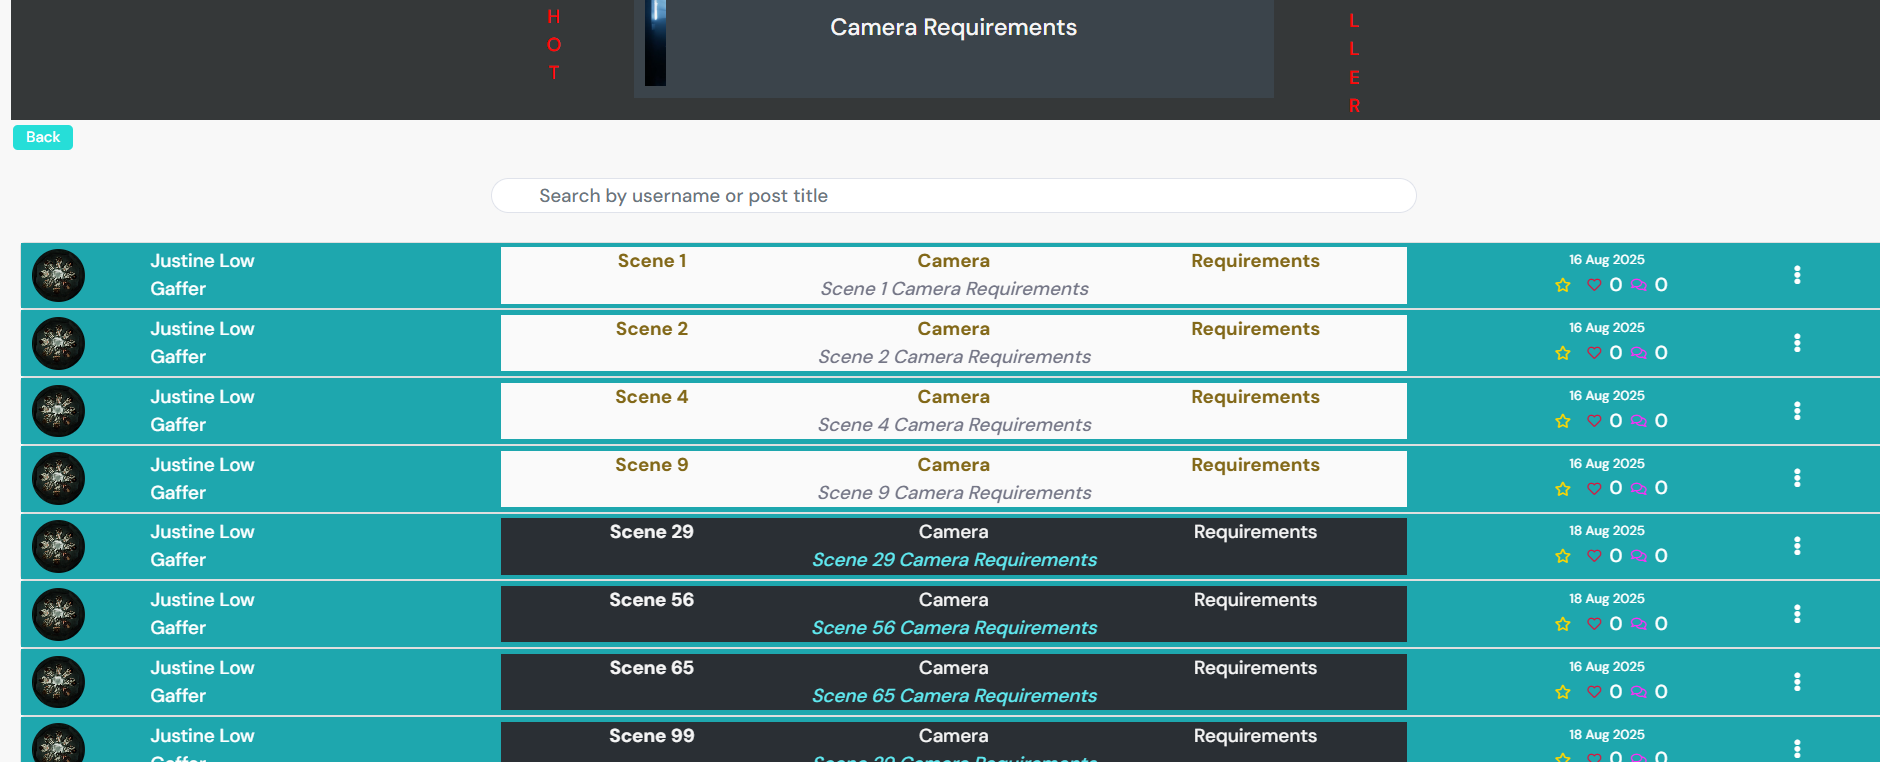 H
O
T
Camera Requirements
L
L
E
R
Back
Search by username or post title
Justine Low Scene 1 Camera Requirements 16 Aug 2025
Gaffer Scene 1 Camera Requirements 0 0
Justine Low Scene 2 Camera Requirements 16 Aug 2025
Gaffer Scene 2 Camera Requirements 0 0
Justine Low Scene 4 Camera Requirements 16 Aug 2025
Gaffer Scene 4 Camera Requirements 0 0
Justine Low Scene 9 Camera Requirements 16 Aug 2025
Gaffer Scene 9 Camera Requirements 0 0
Justine Low Scene 29 Camera Requirements 18 Aug 2025
Gaffer Scene 29 Camera Requirements 0 0
Justine Low Scene 56 Camera Requirements 18 Aug 2025
Gaffer Scene 56 Camera Requirements 0 0
Justine Low Scene 65 Camera Requirements 16 Aug 2025
Gaffer Scene 65 Camera Requirements 0 0
Justine Low Scene 99 Camera Requirements 18 Aug 2025